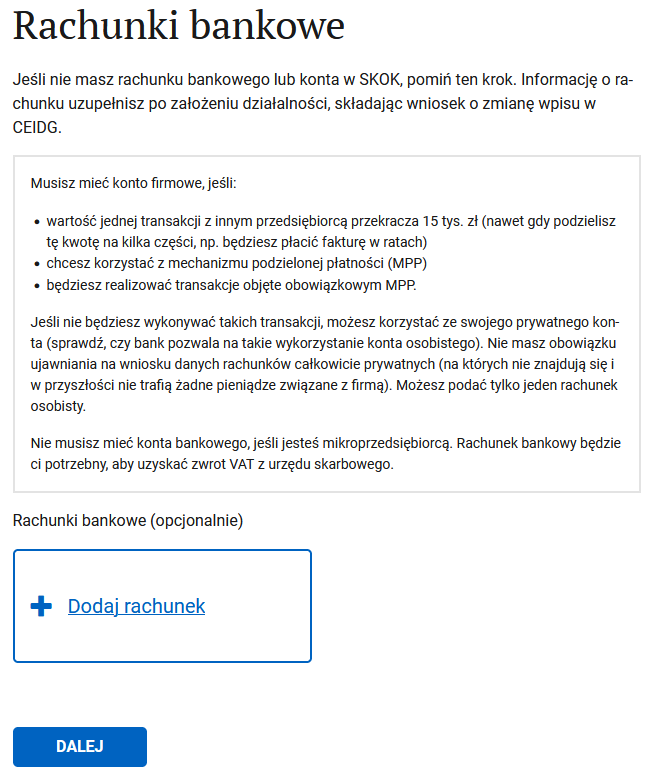 Rachunki bankowe
Jeśli nie masz rachunku bankowego lub konta w SKOK, pomiń ten krok. Informację o ra-
chunku uzupełnisz po założeniu działalności, składając wniosek o zmianę wpisu w
CEIDG.
Musisz mieć konto firmowe, jeśli:
• wartość jednej transakcji z innym przedsiębiorcą przekracza 15 tys. zł (nawet gdy podzielisz
tę kwotę na kilka części, np. będziesz płacić fakturę w ratach)
• chcesz korzystać z mechanizmu podzielonej płatności (MPP)
• będziesz realizować transakcje objęte obowiązkowym MPP.
Jeśli nie będziesz wykonywać takich transakcji, możesz korzystać ze swojego prywatnego kon-
ta (sprawdź, czy bank pozwala na takie wykorzystanie konta osobistego). Nie masz obowiązku
ujawniania na wniosku danych rachunków całkowicie prywatnych (na których nie znajdują się i
w przyszłości nie trafią żadne pieniądze związane z firmą). Możesz podać tylko jeden rachunek
osobisty.
Nie musisz mieć konta bankowego, jeśli jesteś mikroprzedsiębiorcą. Rachunek bankowy będzie
ci potrzebny, aby uzyskać zwrot VAT z urzędu skarbowego.
Rachunki bankowe (opcjonalnie)
Dodaj rachunek
DALEJ